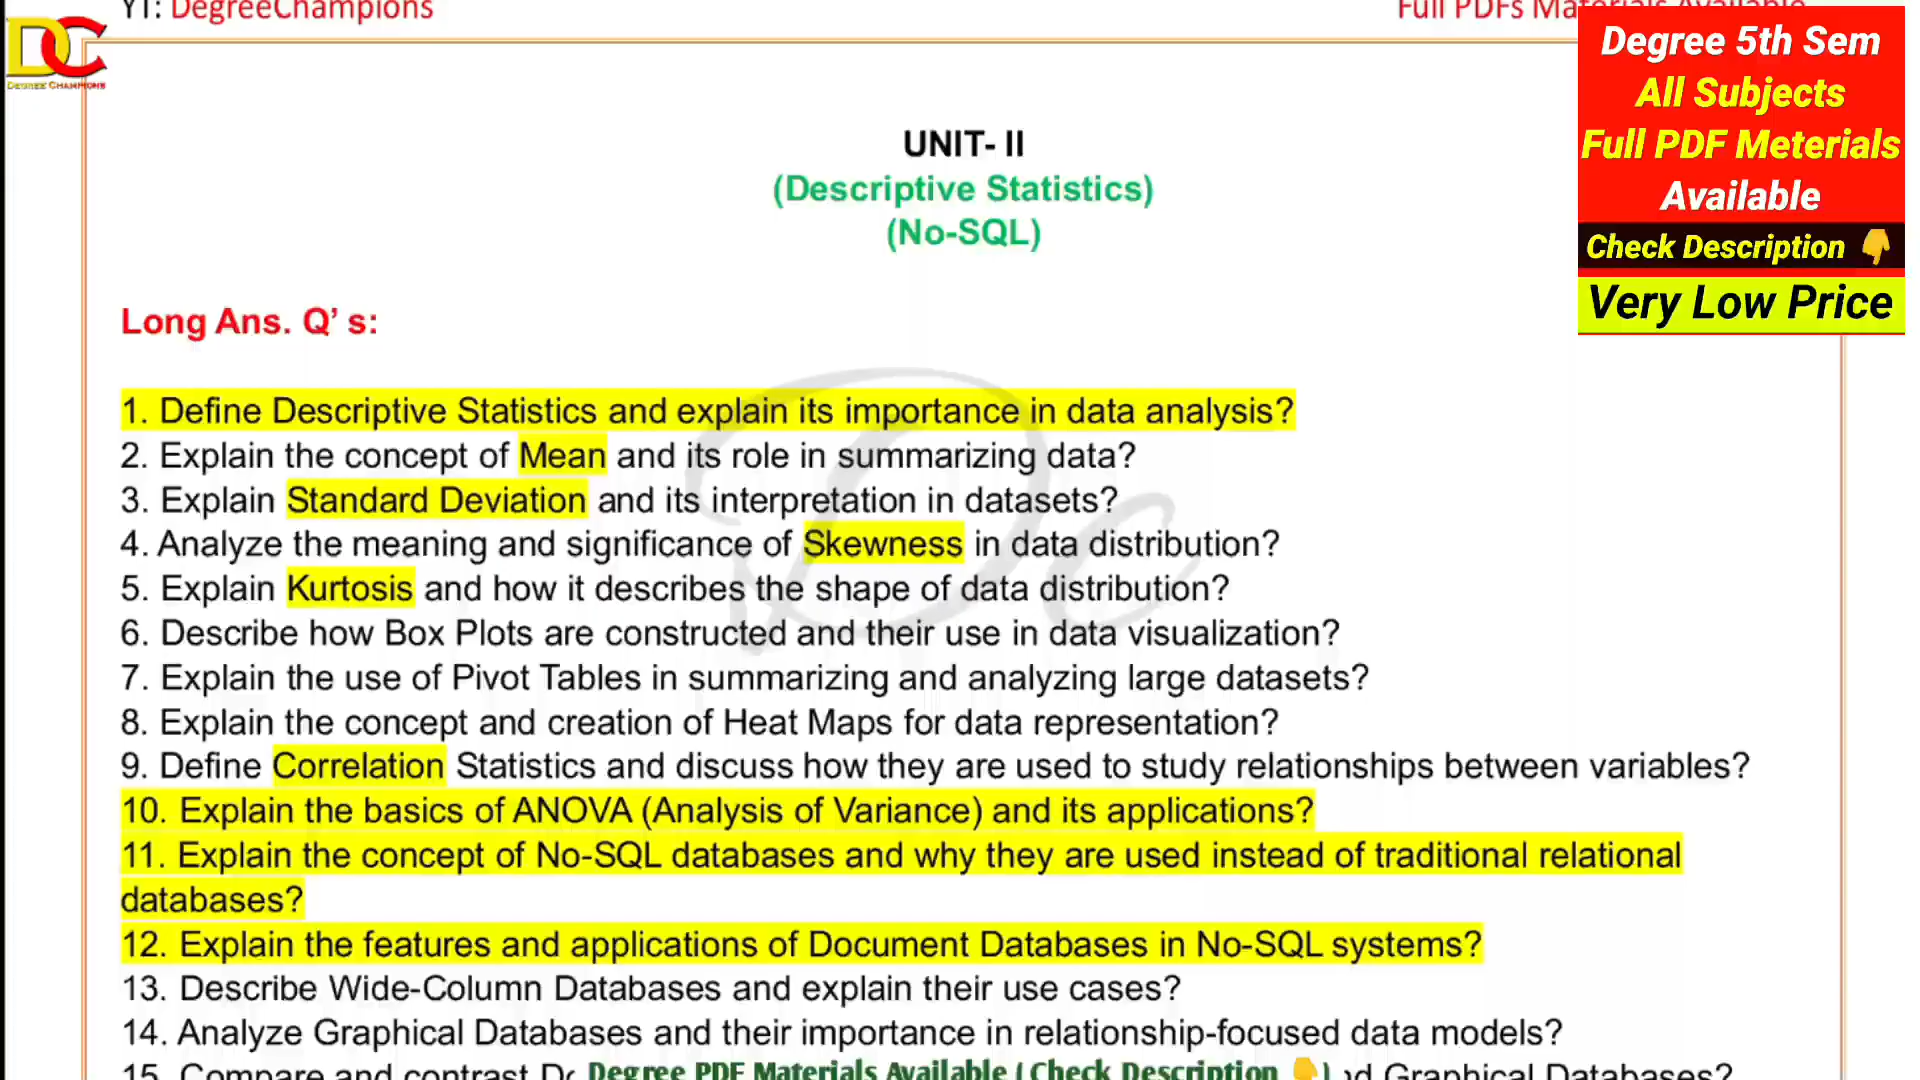 YT: DegreeChampions
Full PDFs Materials Available
DC
DEGREE CHAMPIONS
Degree 5th Sem
All Subjects
Full PDF Meterials
Available
Check Description 👇
Very Low Price
UNIT- II
(Descriptive Statistics)
(No-SQL)
Long Ans. Q’ s:
1. Define Descriptive Statistics and explain its importance in data analysis?
2. Explain the concept of Mean and its role in summarizing data?
3. Explain Standard Deviation and its interpretation in datasets?
4. Analyze the meaning and significance of Skewness in data distribution?
5. Explain Kurtosis and how it describes the shape of data distribution?
6. Describe how Box Plots are constructed and their use in data visualization?
7. Explain the use of Pivot Tables in summarizing and analyzing large datasets?
8. Explain the concept and creation of Heat Maps for data representation?
9. Define Correlation Statistics and discuss how they are used to study relationships between variables?
10. Explain the basics of ANOVA (Analysis of Variance) and its applications?
11. Explain the concept of No-SQL databases and why they are used instead of traditional relational
databases?
12. Explain the features and applications of Document Databases in No-SQL systems?
13. Describe Wide-Column Databases and explain their use cases?
14. Analyze Graphical Databases and their importance in relationship-focused data models?
15. Compare and contrast Graphical Databases?
Degree PDF Materials Available ( Check Description 👇 )